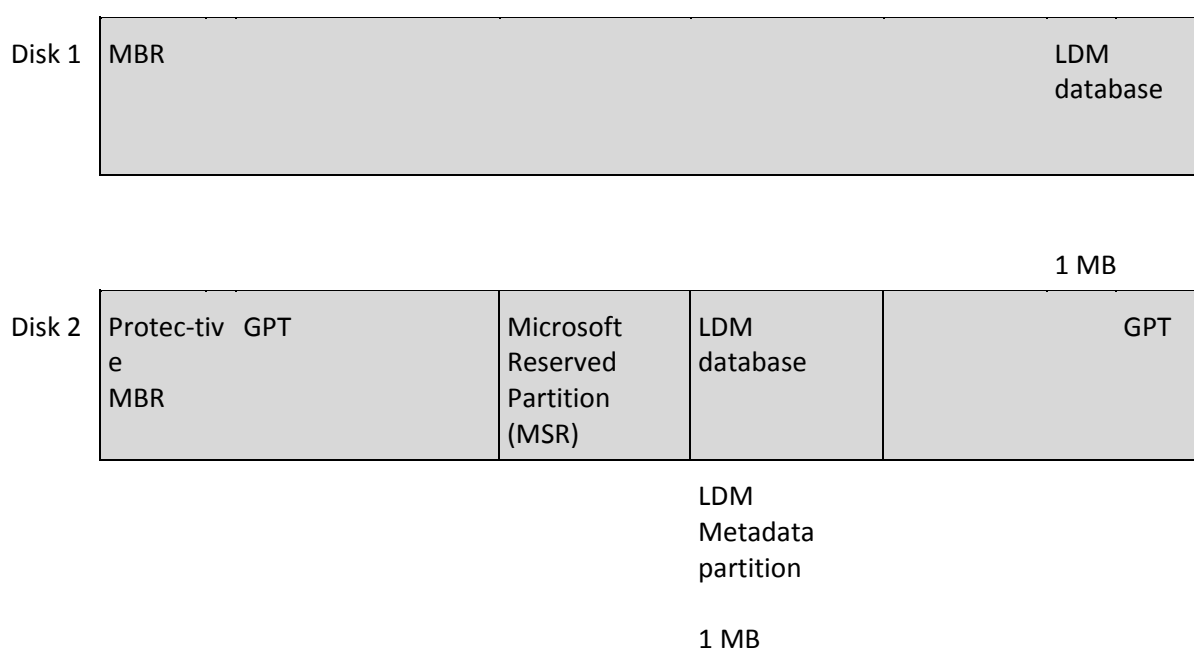 Disk 1 MBR LDM
database
1 MB
Disk 2 Protec-tiv GPT Microsoft LDM GPT
e Reserved database
MBR Partition
(MSR)
LDM
Metadata
partition
1 MB